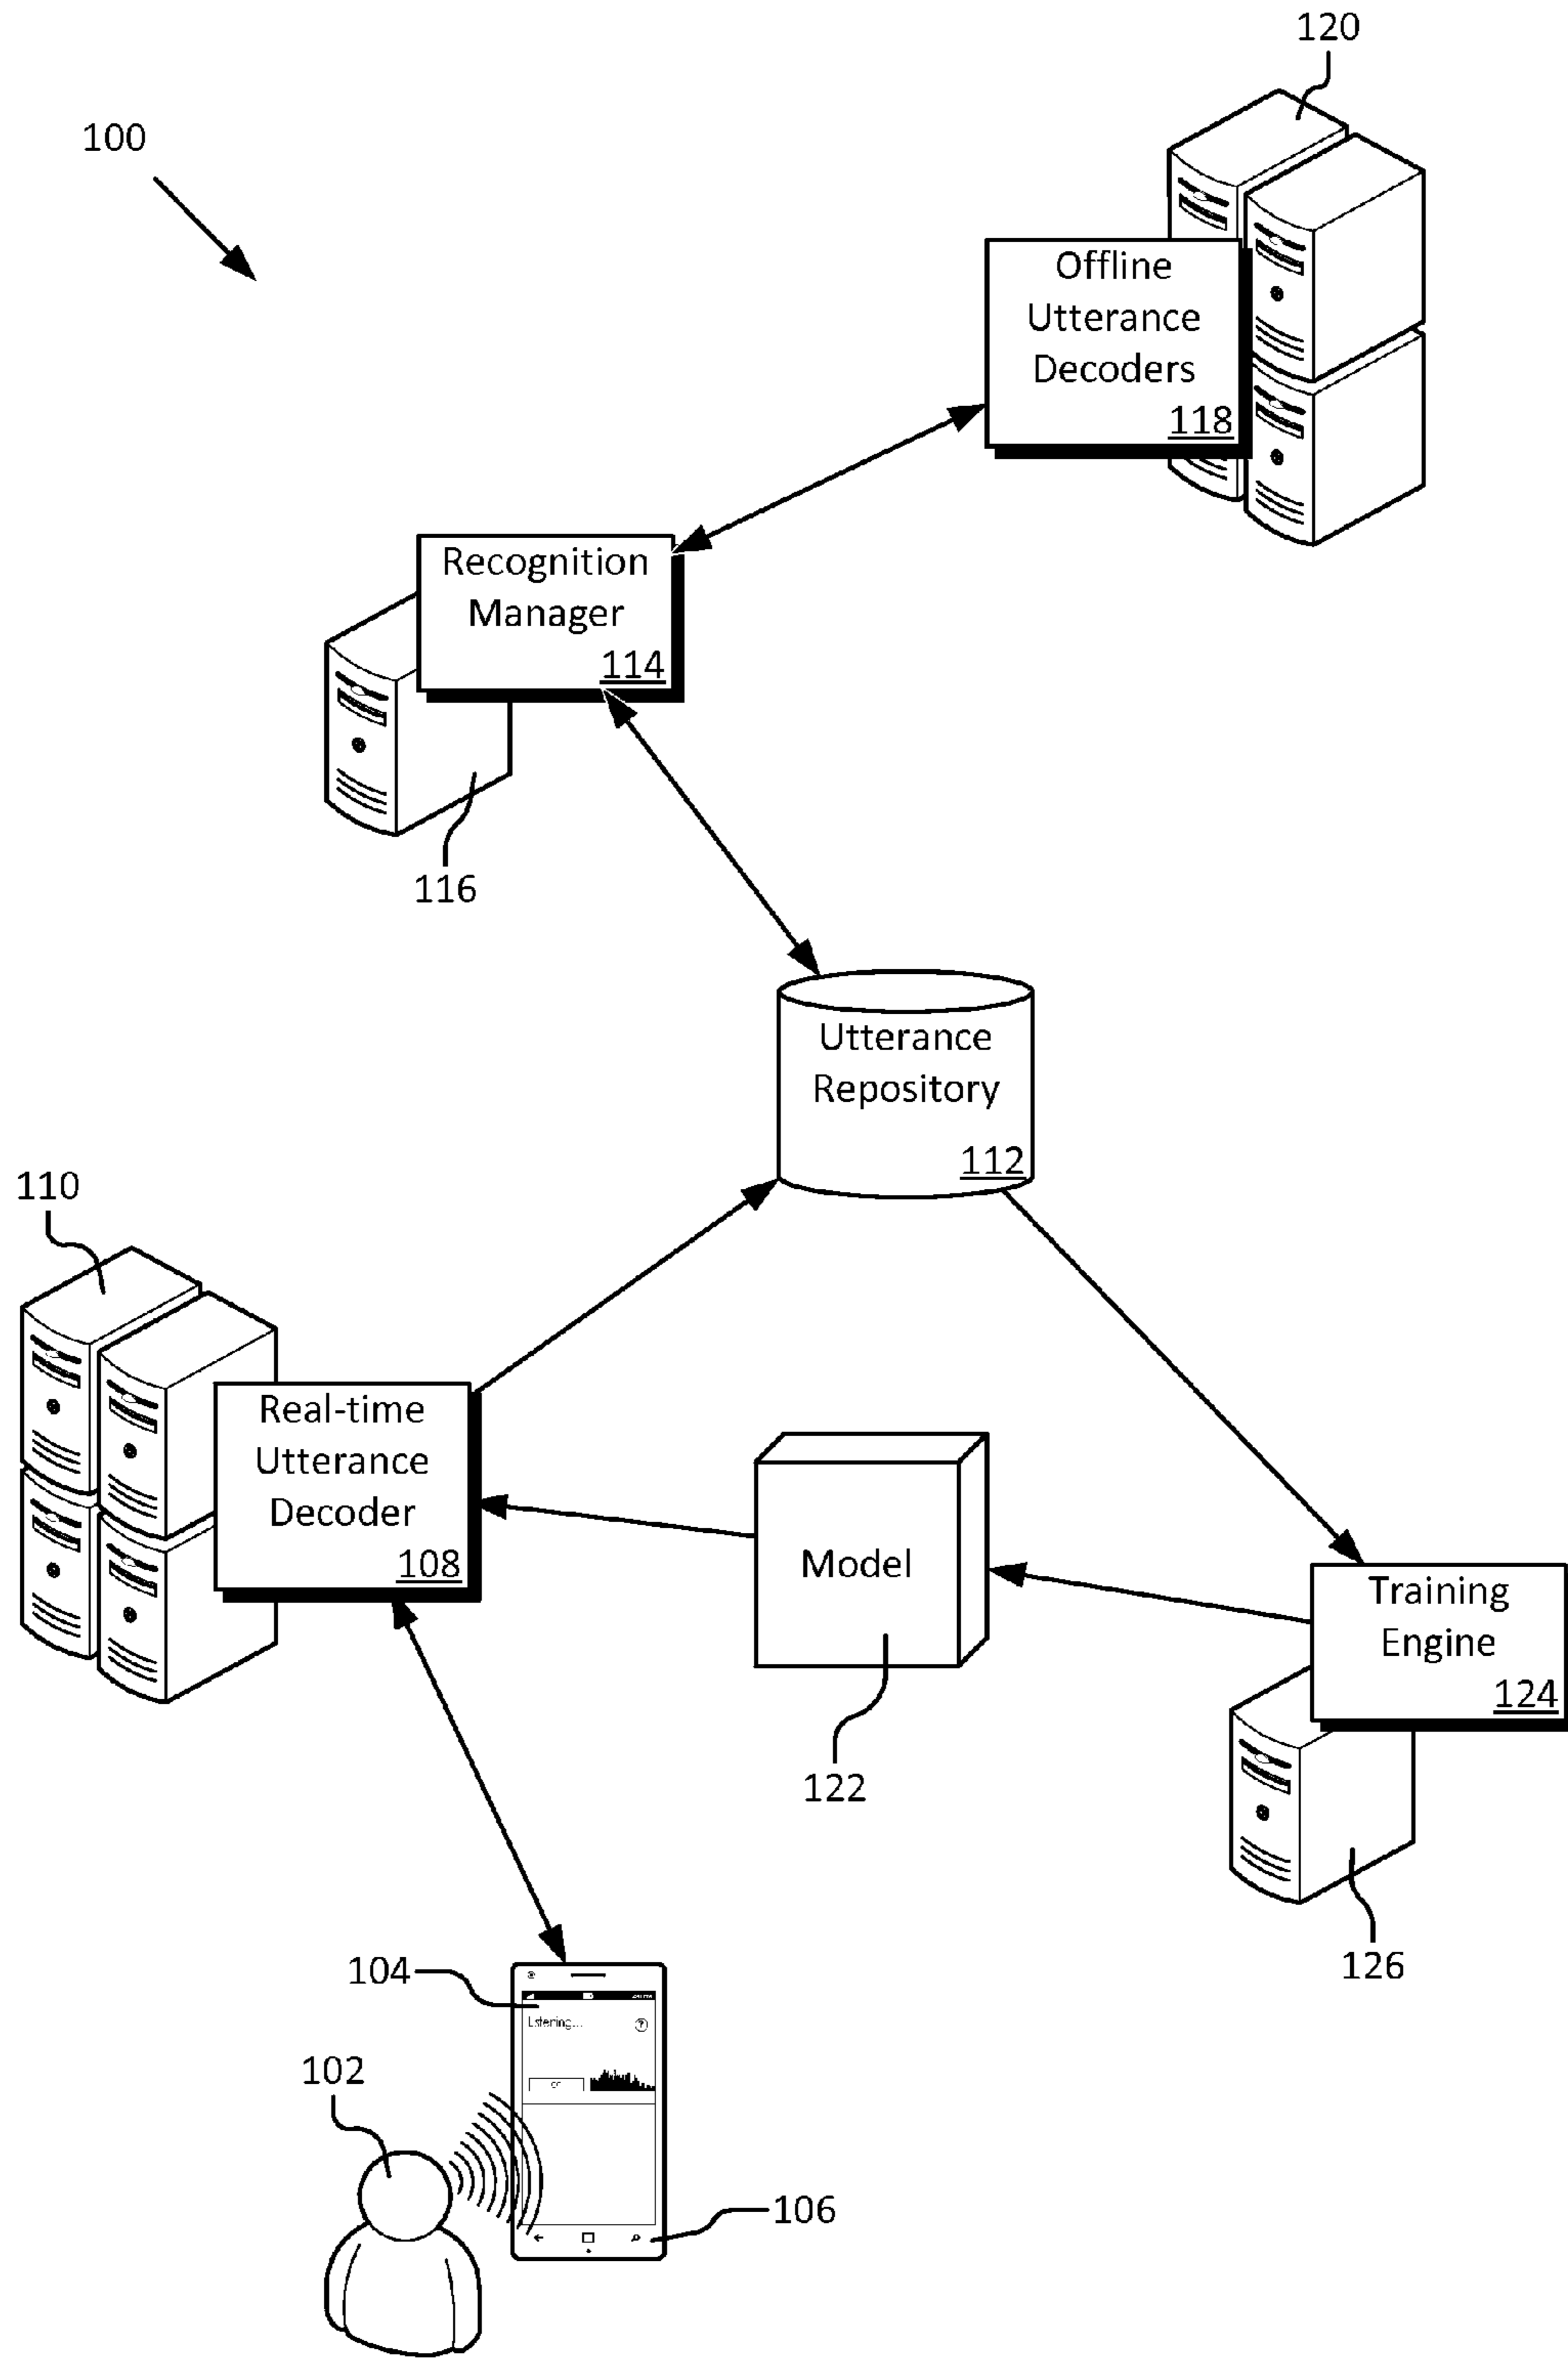 120
100
Offline
Utterance
Decoders
118
Recognition
Manager
114
116
Utterance
Repository
112
110
Real-time
Utterance
Decoder
108
Model
122
Training
Engine
124
126
104
Listening...
?
102
106